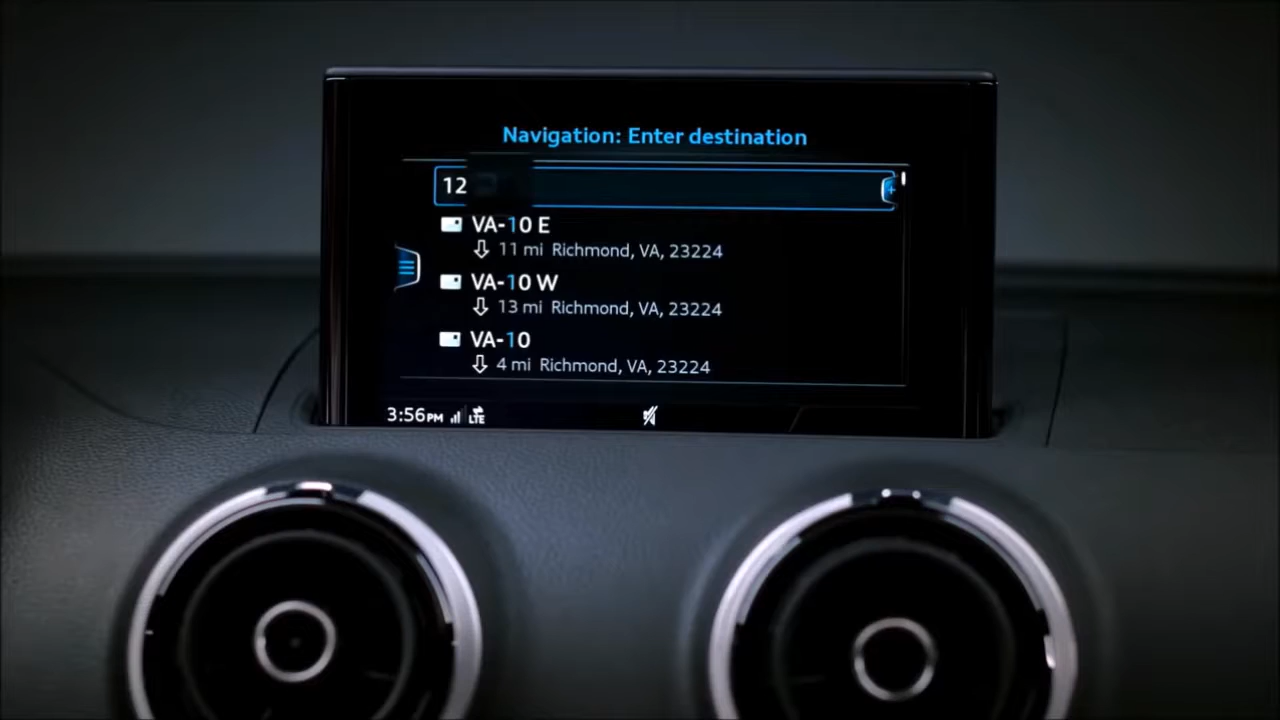 Navigation: Enter destination
12
VA-10 E
11 mi Richmond, VA, 23224
VA-10 W
13 mi Richmond, VA, 23224
VA-10
4 mi Richmond, VA, 23224
3:56PM LTE